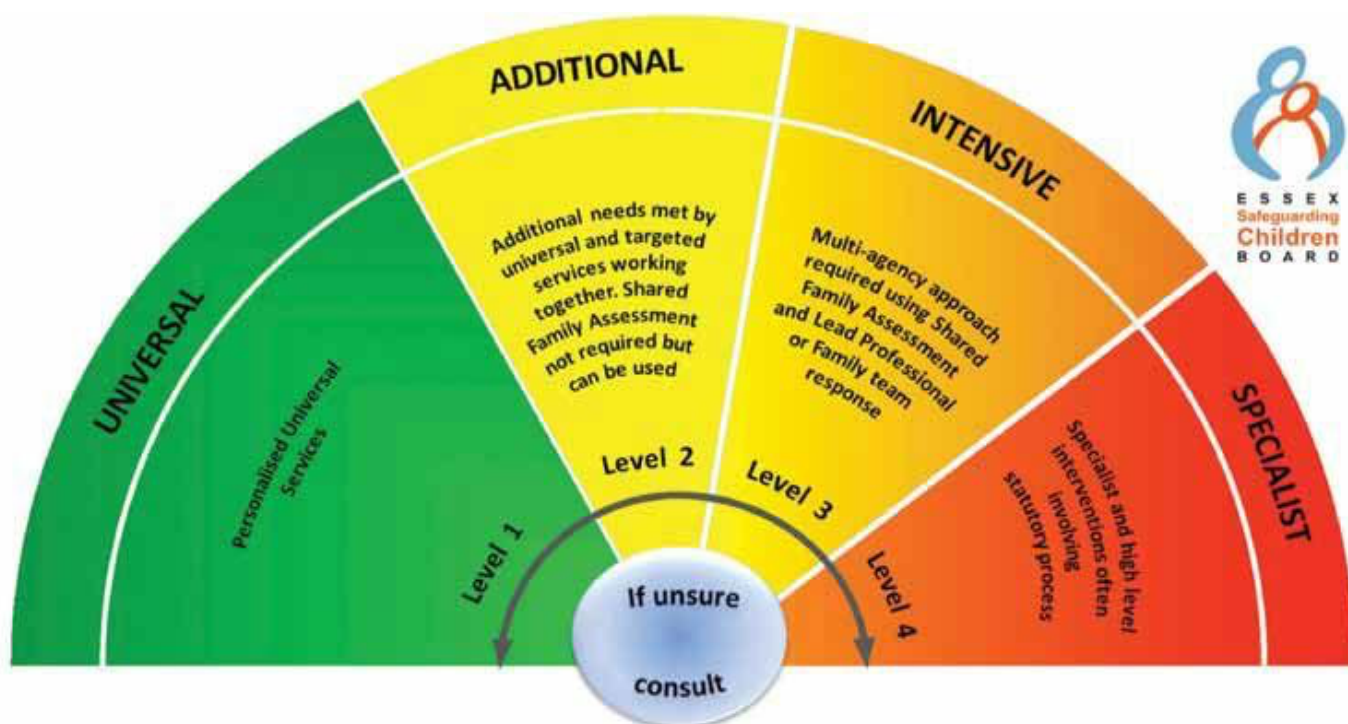 UNIVERSAL
Personalised Universal
Services
Level 1
ADDITIONAL
Additional needs met by
universal and targeted
services working
together. Shared
Family Assessment
not required but
can be used
Level 2
INTENSIVE
Multi-agency approach
required using Shared
Family Assessment
and Lead Professional
or Family team
response
Level 3
SPECIALIST
Specialist and high level
interventions often
involving
statutory process
Level 4
If unsure
consult
ESSEX
Safeguarding
Children
BOARD